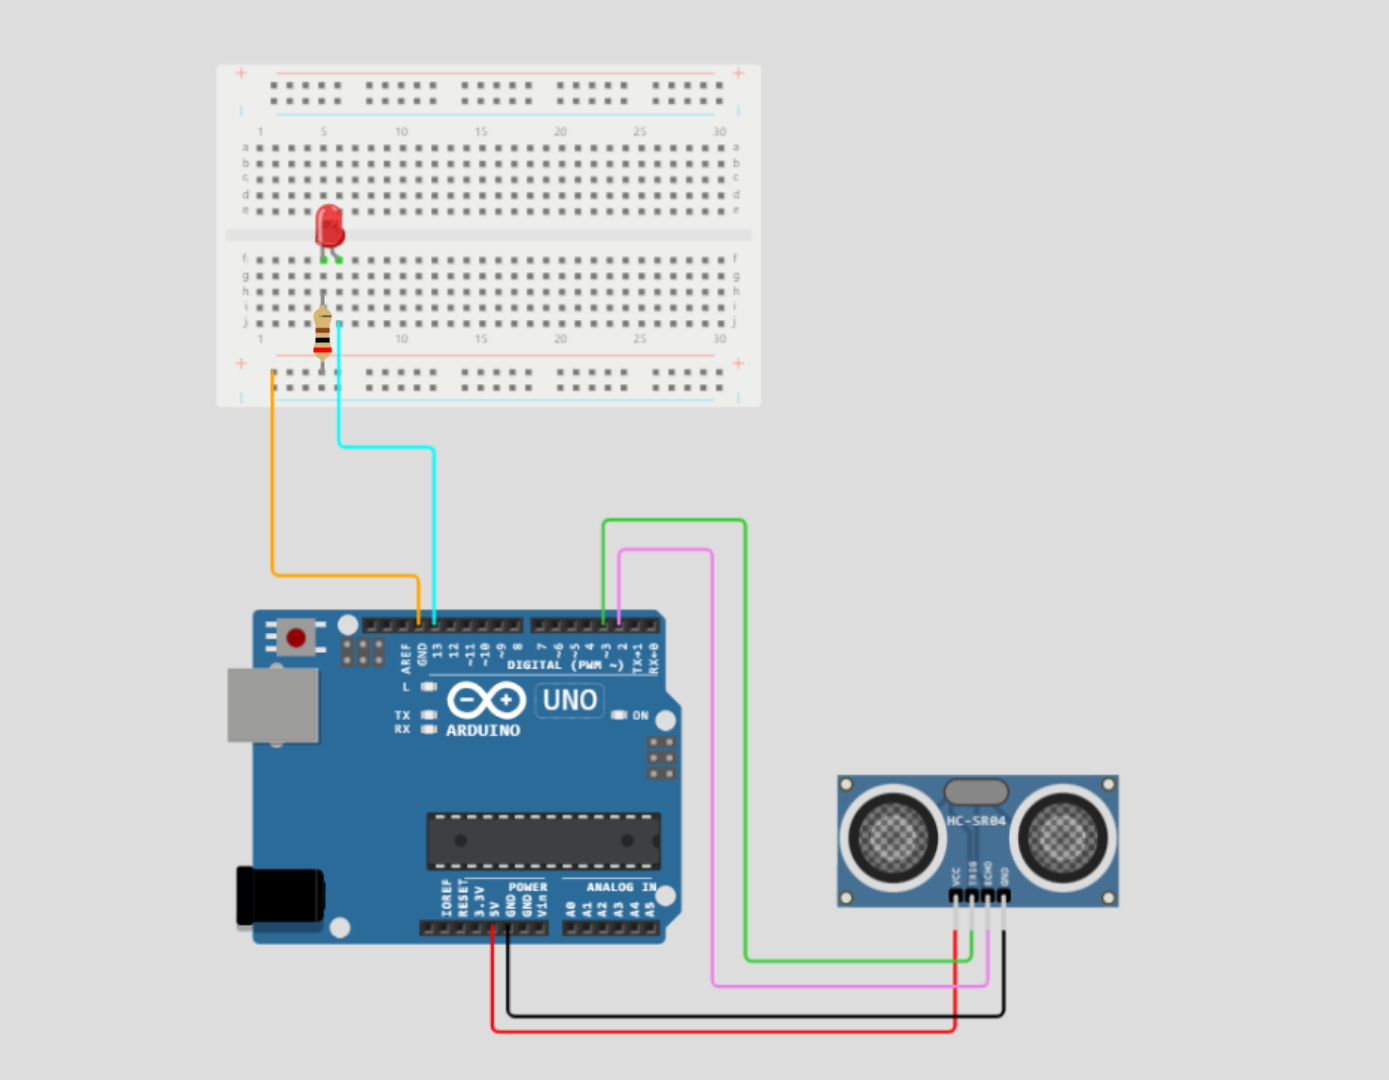 + +
1 5 10 15 20 25 30
a a
b b
c c
d d
e e
f f
g g
h h
i i
j j
1 10 15 20 25 30
+ +
AREF GND 13 12 ~11 ~10 ~9 8 7 ~6 ~5 4 ~3 2 TX→1 RX←0
DIGITAL (PWM ~)
L
UNO
TX
RX
ARDUINO
ON
HC-SR04
VCC TRIG ECHO GND
POWER ANALOG IN
IOREF RESET 3.3V 5V GND GND Vin A0 A1 A2 A3 A4 A5